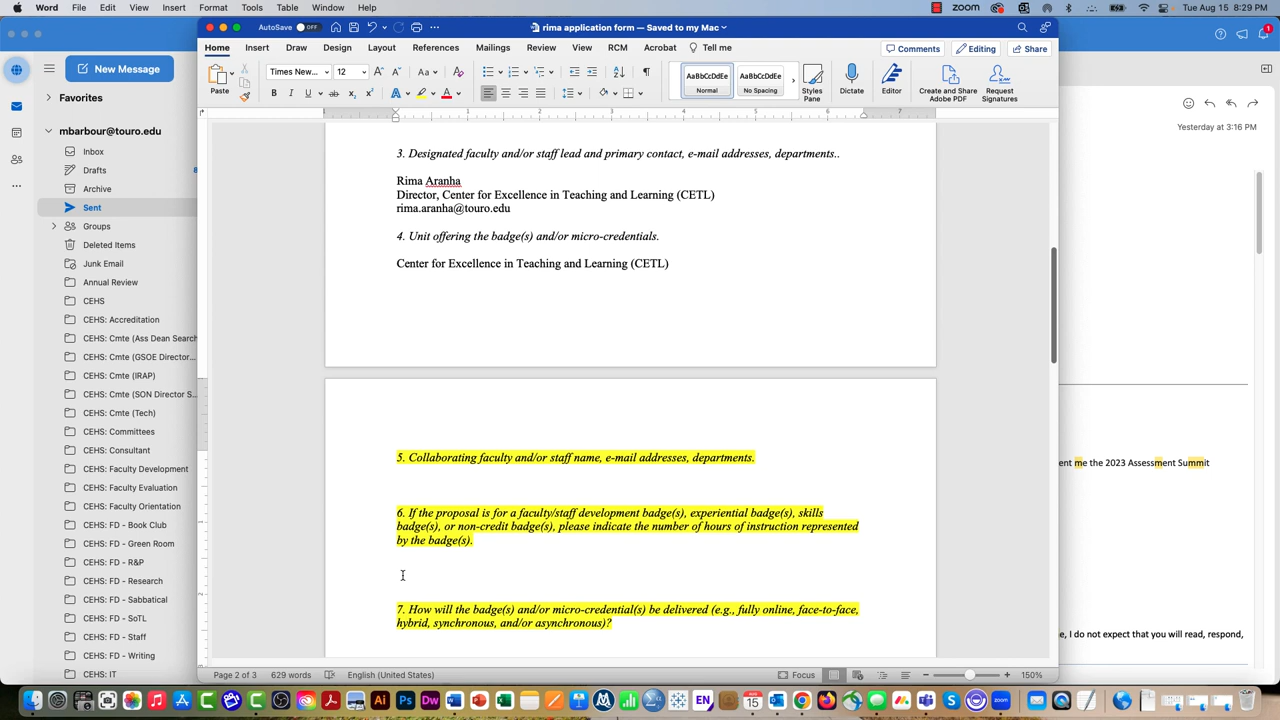 Word File Edit View Insert Format Tools Table Window Help
Tue Aug 15 8:29 PM
AutoSave OFF
rima application form — Saved to my Mac
Home Insert Draw Design Layout References Mailings Review View RCM Acrobat Tell me
Comments Editing Share
Paste
Times New... 12
AaBbCcDdEe
Normal
AaBbCcDdEe
No Spacing
Styles
Pane
Dictate
Editor
Create and Share
Adobe PDF
Request
Signatures
New Message
Favorites
mbarbour@touro.edu
Inbox
Drafts 8
Archive
Sent
Groups
Deleted Items
Junk Email
Annual Review
CEHS
CEHS: Accreditation
CEHS: Cmte (Ass Dean Search
CEHS: Cmte (GSOE Director...
CEHS: Cmte (IRAP)
CEHS: Cmte (SON Director S...
CEHS: Cmte (Tech)
CEHS: Committees
CEHS: Consultant
CEHS: Faculty Development
CEHS: Faculty Evaluation
CEHS: Faculty Orientation
CEHS: FD - Book Club
CEHS: FD - Green Room
CEHS: FD - R&P
CEHS: FD - Research
CEHS: FD - Sabbatical
CEHS: FD - SoTL
CEHS: FD - Staff
CEHS: FD - Writing
CEHS: IT
3. Designated faculty and/or staff lead and primary contact, e-mail addresses, departments..
Rima Aranha
Director, Center for Excellence in Teaching and Learning (CETL)
rima.aranha@touro.edu
4. Unit offering the badge(s) and/or micro-credentials.
Center for Excellence in Teaching and Learning (CETL)
5. Collaborating faculty and/or staff name, e-mail addresses, departments.
6. If the proposal is for a faculty/staff development badge(s), experiential badge(s), skills
badge(s), or non-credit badge(s), please indicate the number of hours of instruction represented
by the badge(s).
7. How will the badge(s) and/or micro-credential(s) be delivered (e.g., fully online, face-to-face,
hybrid, synchronous, and/or asynchronous)?
Yesterday at 3:16 PM
ent me the 2023 Assessment Summit
e, I do not expect that you will read, respond,
Page 2 of 3 629 words English (United States) Focus 150%